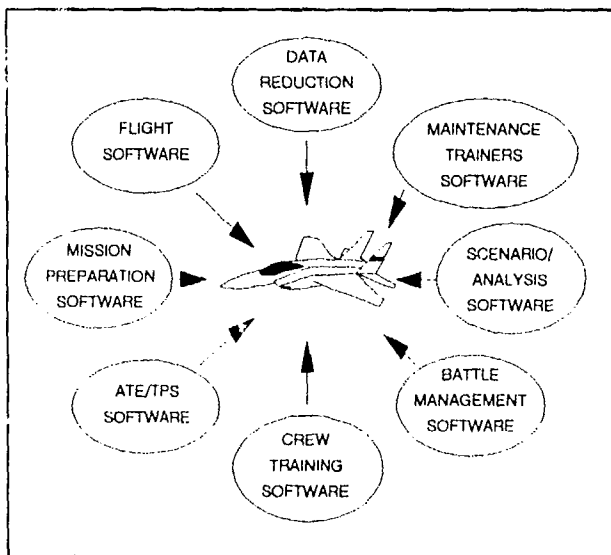 DATA
REDUCTION
SOFTWARE
FLIGHT
SOFTWARE
MAINTENANCE
TRAINERS
SOFTWARE
MISSION
PREPARATION
SOFTWARE
SCENARIO/
ANALYSIS
SOFTWARE
ATE/TPS
SOFTWARE
BATTLE
MANAGEMENT
SOFTWARE
CREW
TRAINING
SOFTWARE